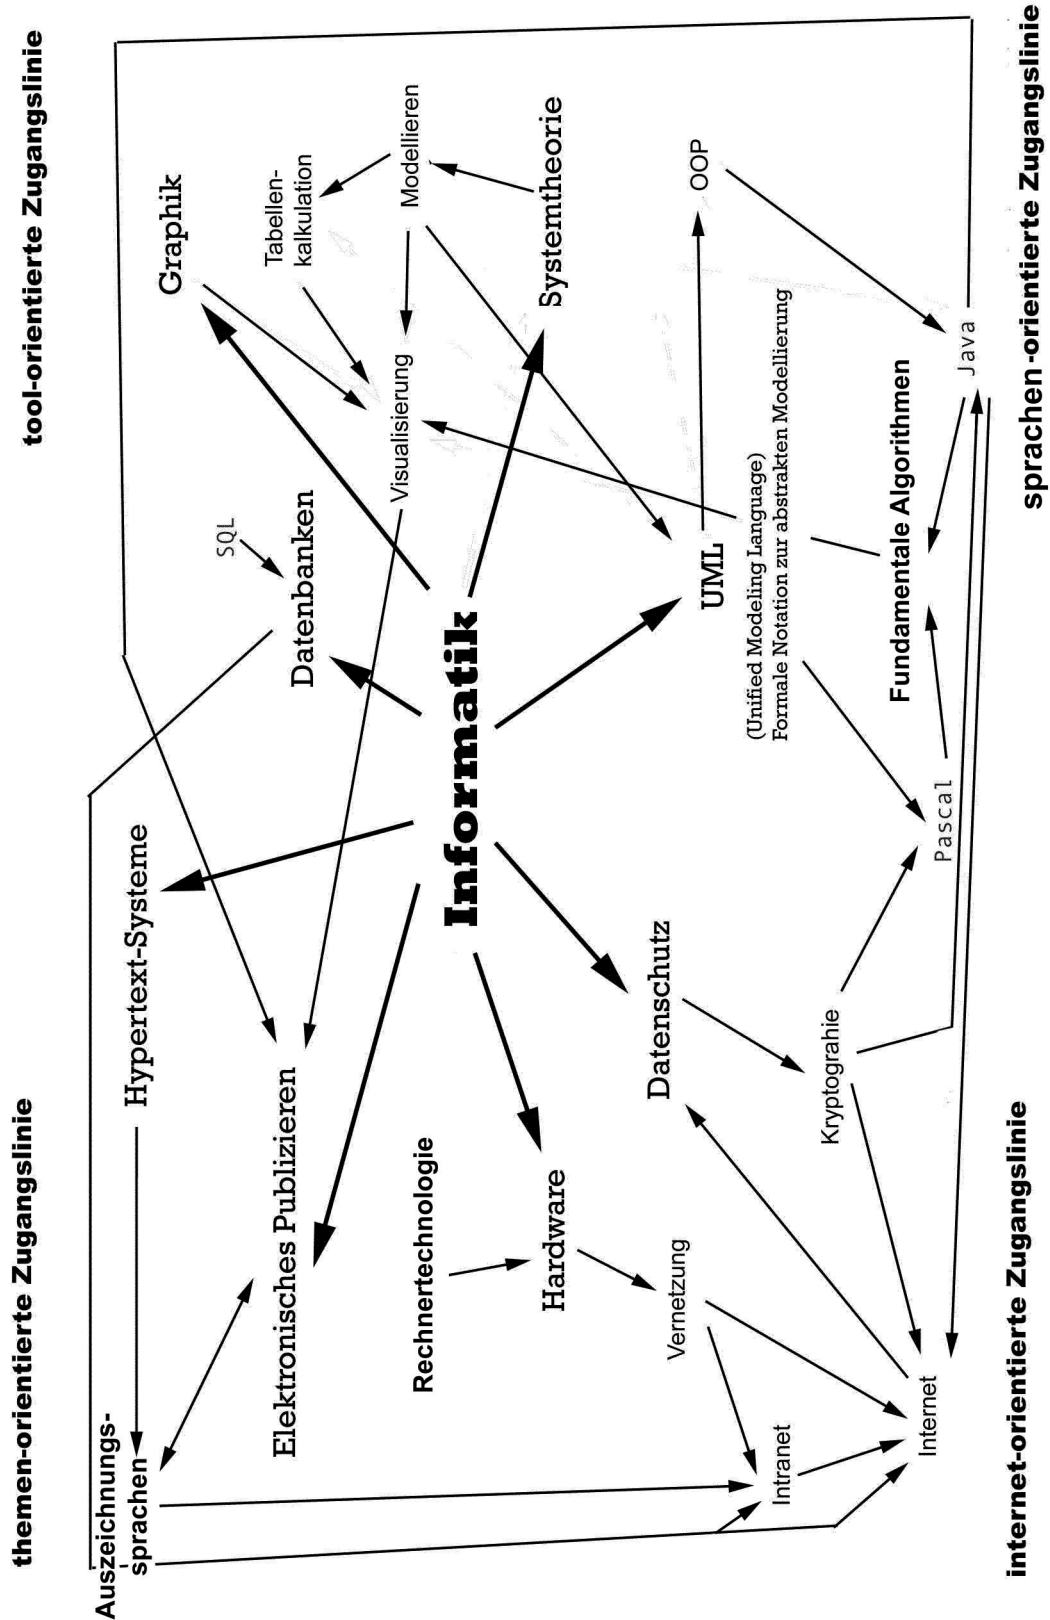 themen-orientierte Zugangslinie
tool-orientierte Zugangslinie
Auszeichnungs-
sprachen
Hypertext-Systeme
Graphik
SQL
Datenbanken
Tabellen-
kalkulation
Elektronisches Publizieren
Visualisierung
Modellieren
Rechnertechnologie
Informatik
Hardware
Systemtheorie
Vernetzung
Datenschutz
UML
OOP
(Unified Modeling Language)
Formale Notation zur abstrakten Modellierung
Intranet
Kryptograhie
Fundamentale Algorithmen
Internet
Pascal
Java
internet-orientierte Zugangslinie
sprachen-orientierte Zugangslinie